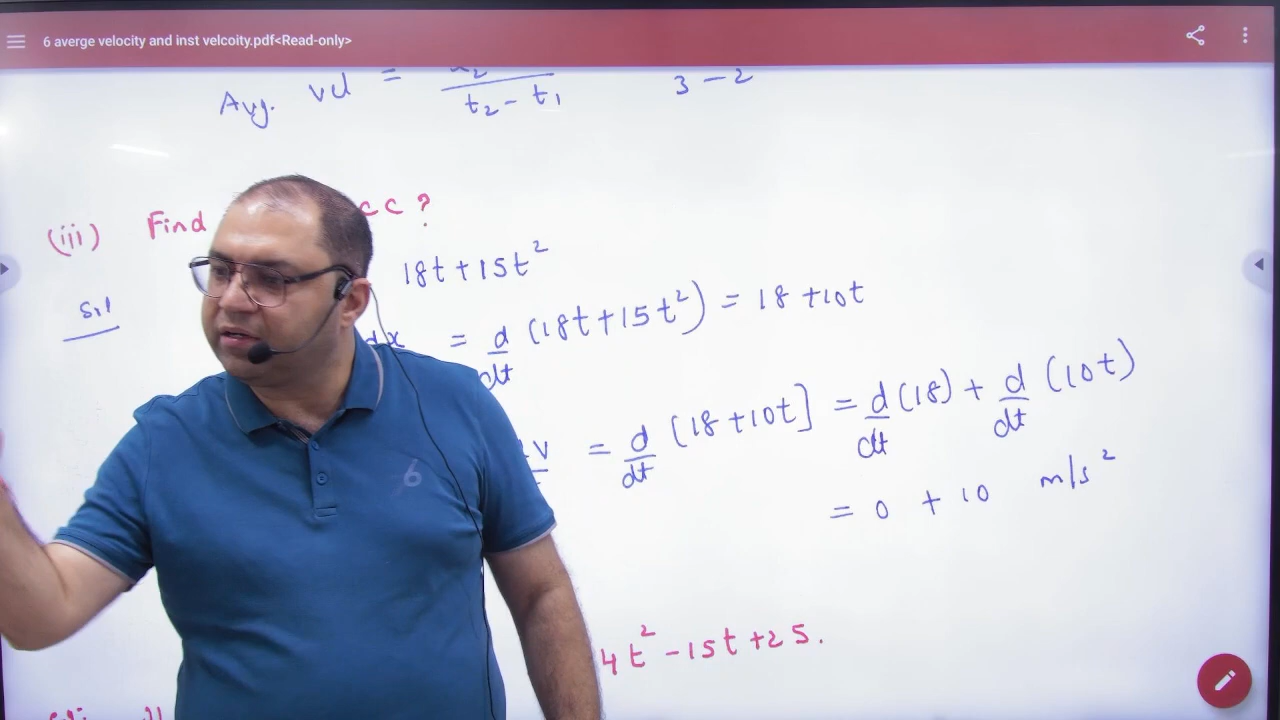 6 averge velocity and inst velcoity.pdf<Read-only>
Avg. vel = / t₂ - t₁ 3 - 2
(iii) Find cc ?
Sol
18t + 15t²
dx = d/dt (18t + 15t²) = 18 + 10t
v = d/dt [18 + 10t] = d/dt (18) + d/dt (10t)
= 0 + 10 m/s²
4t² - 15t + 25.
6